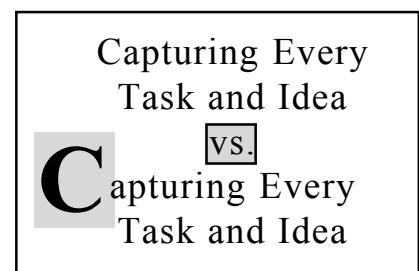 Capturing Every
Task and Idea
vs.
Capturing Every
Task and Idea